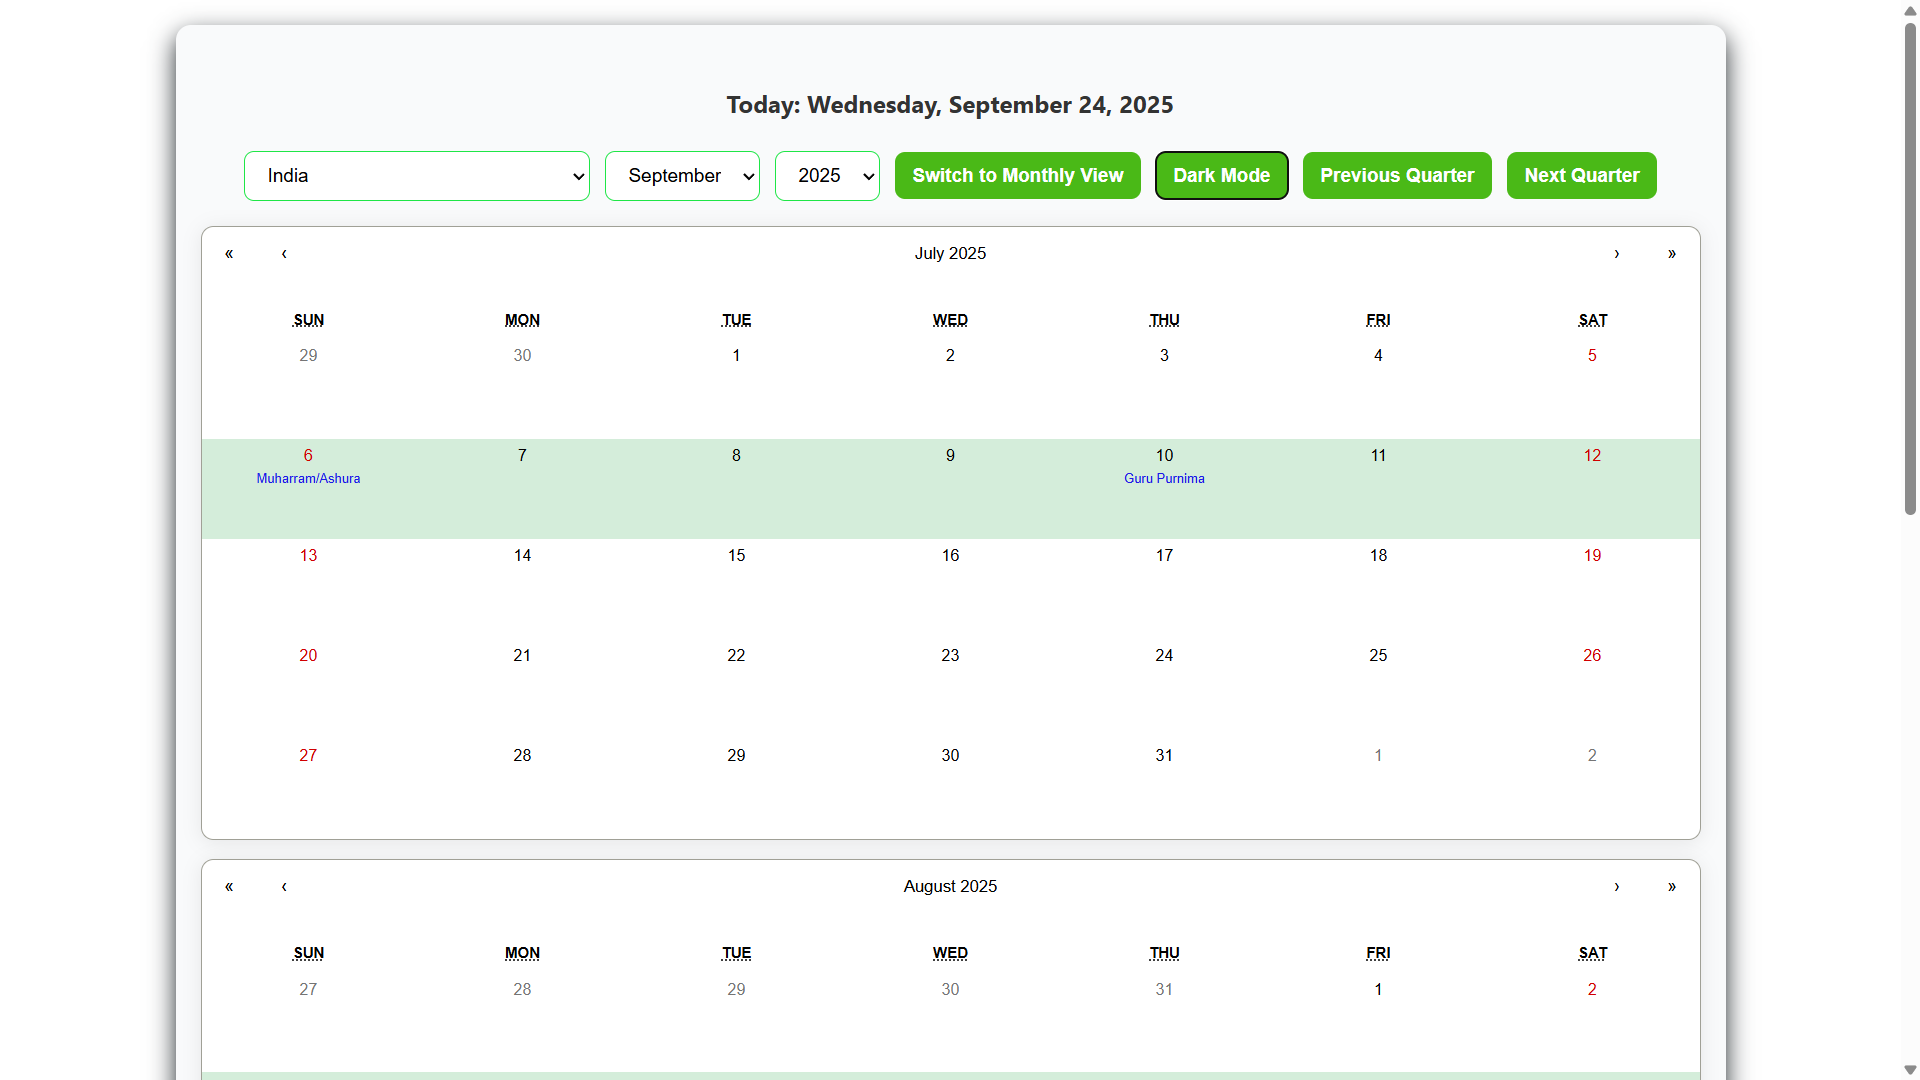 Today: Wednesday, September 24, 2025
India September 2025 Switch to Monthly View Dark Mode Previous Quarter Next Quarter
« ‹ July 2025 › »
SUN MON TUE WED THU FRI SAT
29 30 1 2 3 4 5
6 7 8 9 10 11 12
Muharram/Ashura Guru Purnima
13 14 15 16 17 18 19
20 21 22 23 24 25 26
27 28 29 30 31 1 2
« ‹ August 2025 › »
SUN MON TUE WED THU FRI SAT
27 28 29 30 31 1 2